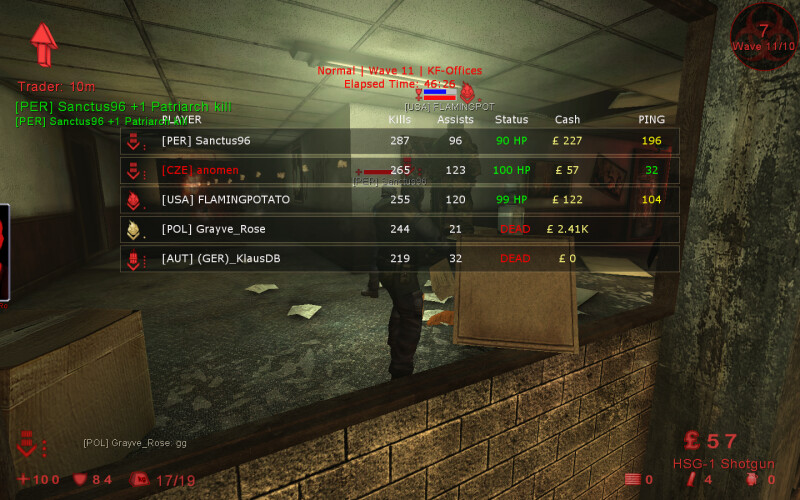 7
Wave 11/10
Trader: 10m
Normal | Wave 11 | KF-Offices
Elapsed Time: 46:26
[PER] Sanctus96 +1 Patriarch kill
[PER] Sanctus96 +1 Patriarch kill
[USA] FLAMINGPOT
PLAYER Kills Assists Status Cash PING
[PER] Sanctus96 287 96 90 HP £ 227 196
[CZE] anomen 265 123 100 HP £ 57 32
[PER] Sanctus96
[USA] FLAMINGPOTATO 255 120 99 HP £ 122 104
[POL] Grayve_Rose 244 21 DEAD £ 2.41K
[AUT] (GER)_KlausDB 219 32 DEAD £ 0
[POL] Grayve_Rose: gg
£ 57
HSG-1 Shotgun
+100 84 17/19 0 4 0